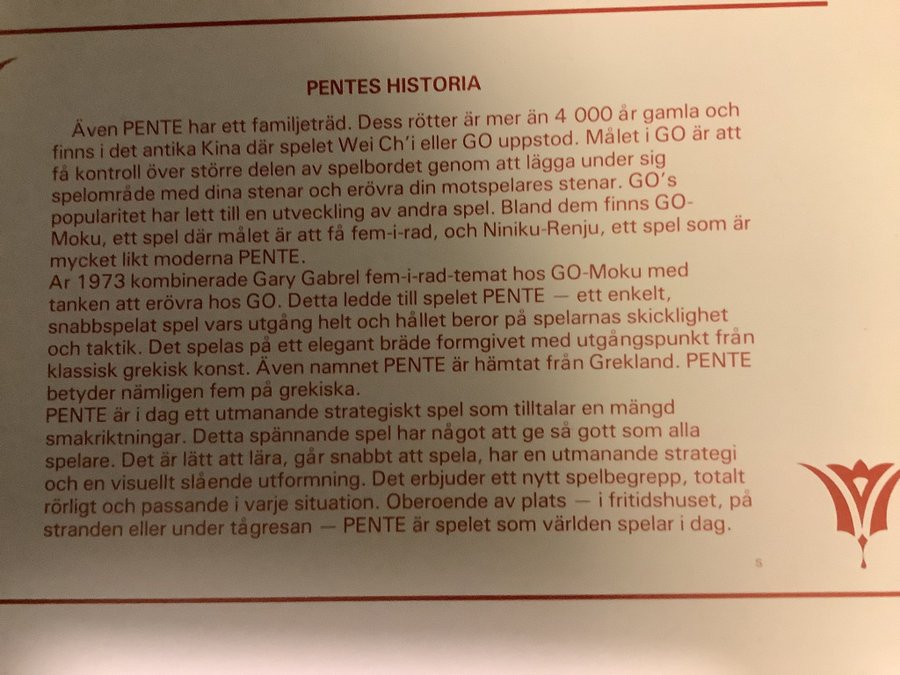 PENTES HISTORIA
Även PENTE har ett familjeträd. Dess rötter är mer än 4 000 år gamla och
finns i det antika Kina där spelet Wei Ch'i eller GO uppstod. Målet i GO är att
få kontroll över större delen av spelbordet genom att lägga under sig
spelområde med dina stenar och erövra din motspelares stenar. GO's
popularitet har lett till en utveckling av andra spel. Bland dem finns GO-
Moku, ett spel där målet är att få fem-i-rad, och Niniku-Renju, ett spel som är
mycket likt moderna PENTE.
Ar 1973 kombinerade Gary Gabrel fem-i-rad-temat hos GO-Moku med
tanken att erövra hos GO. Detta ledde till spelet PENTE — ett enkelt,
snabbspelat spel vars utgång helt och hållet beror på spelarnas skicklighet
och taktik. Det spelas på ett elegant bräde formgivet med utgångspunkt från
klassisk grekisk konst. Även namnet PENTE är hämtat från Grekland. PENTE
betyder nämligen fem på grekiska.
PENTE är i dag ett utmanande strategiskt spel som tilltalar en mängd
smakriktningar. Detta spännande spel har något att ge så gott som alla
spelare. Det är lätt att lära, går snabbt att spela, har en utmanande strategi
och en visuellt slående utformning. Det erbjuder ett nytt spelbegrepp, totalt
rörligt och passande i varje situation. Oberoende av plats — i fritidshuset, på
stranden eller under tågresan — PENTE är spelet som världen spelar i dag.
5